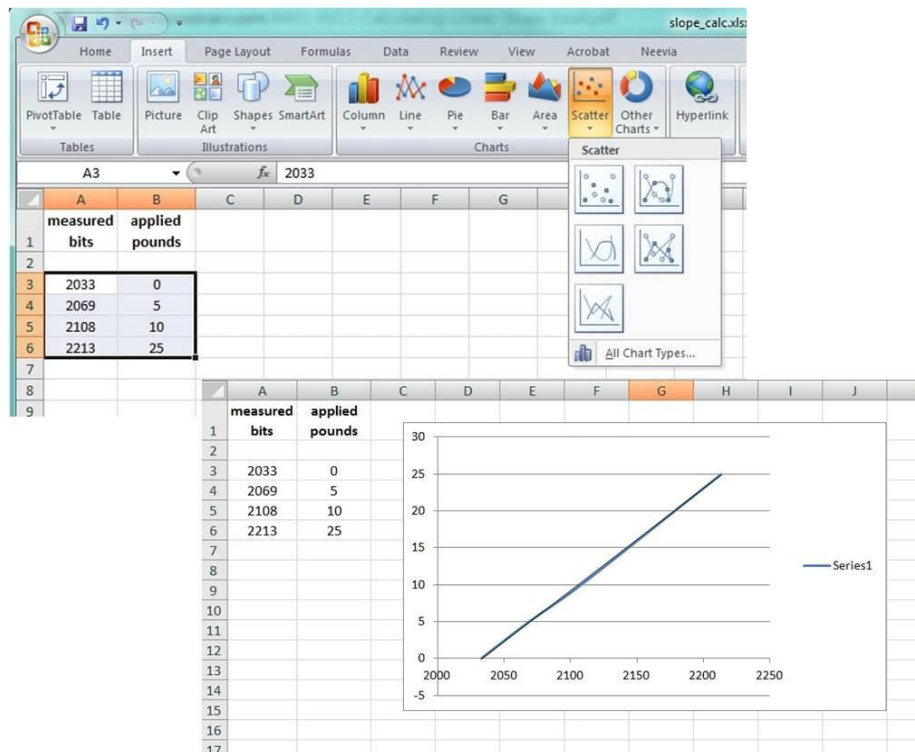 slope_calc.xls
Home Insert Page Layout Formulas Data Review View Acrobat Neevia
PivotTable Table Picture Clip Art Shapes SmartArt Column Line Pie Bar Area Scatter Other Charts Hyperlink
Tables Illustrations Charts
Scatter
A3 fx 2033
A B C D E F G
1 measured bits applied pounds
2
3 2033 0
4 2069 5
5 2108 10
6 2213 25
7
8
9
All Chart Types...
A B C D E F G H I J
1 measured bits applied pounds
2
3 2033 0
4 2069 5
5 2108 10
6 2213 25
7
8
9
10
11
12
13
14
15
16
17
30
25
20
15
10
5
0
-5
2000 2050 2100 2150 2200 2250
Series1